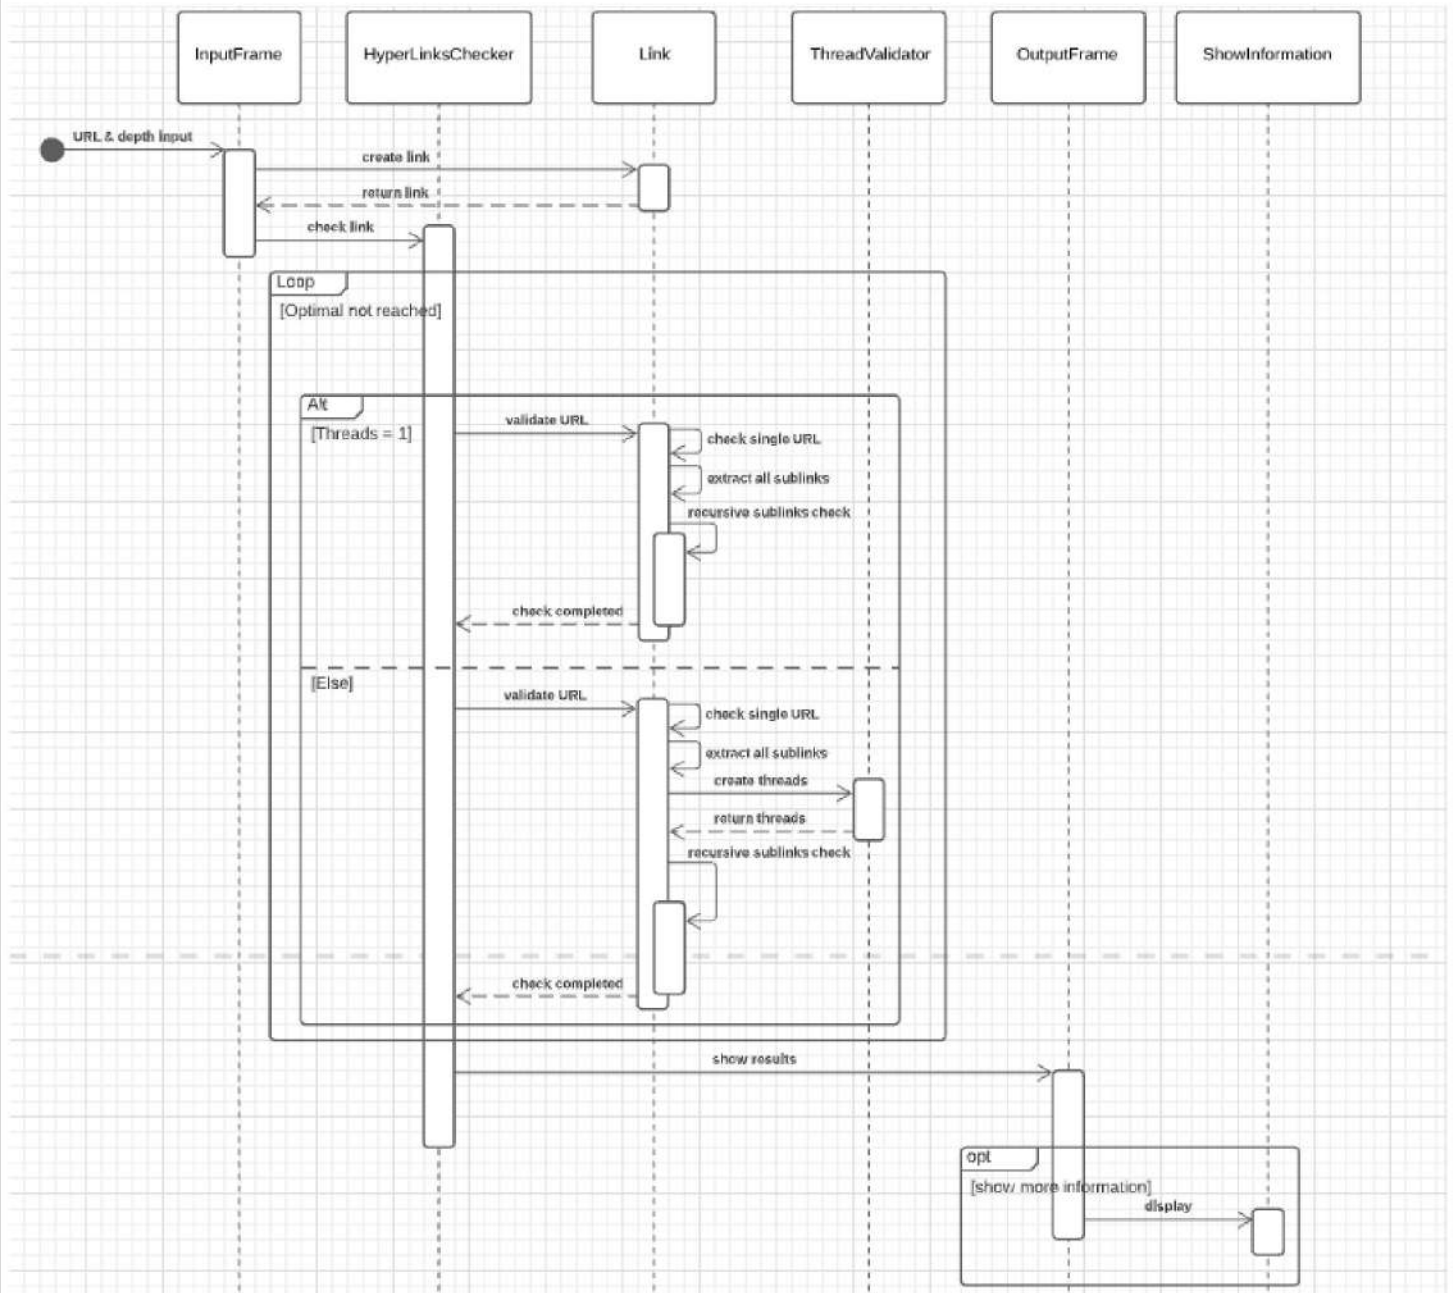 InputFrame
HyperLinksChecker
Link
ThreadValidator
OutputFrame
ShowInformation
URL & depth input
create link
return link
check link
Loop
[Optimal not reached]
Alt
[Threads = 1]
validate URL
check single URL
extract all sublinks
recursive sublinks check
check completed
[Else]
validate URL
check single URL
extract all sublinks
create threads
return threads
recursive sublinks check
check completed
show results
opt
[show more information]
display